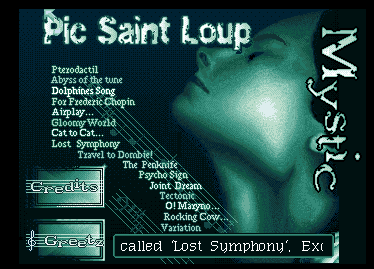 Pic Saint Loup
Mystic
Pterodactil
Abyss of the tune
Dolphines Song
For Frederic Chopin
Airplay...
Gloomy World
Cat to Cat...
Lost Symphony
Travel to Dombie!
The Penknife
Psycho Sign
Joint Dream
Tectonic
O! Maryno...
Rocking Cow...
Variation
Credits
Greetz
called 'Lost Symphony'. Exc